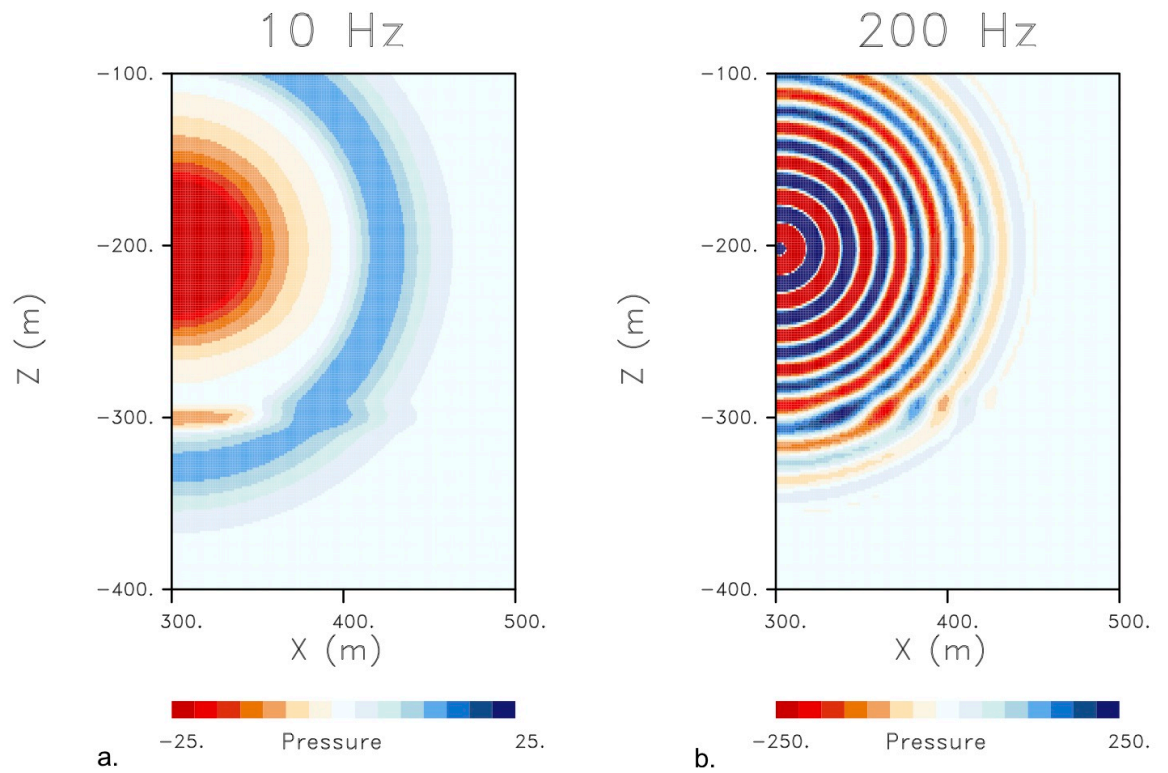 10 Hz
200 Hz
-100.
-200.
-300.
-400.
Z (m)
300.
400.
500.
X (m)
-25.
Pressure
25.
a.
-100.
-200.
-300.
-400.
Z (m)
300.
400.
500.
X (m)
-250.
Pressure
250.
b.